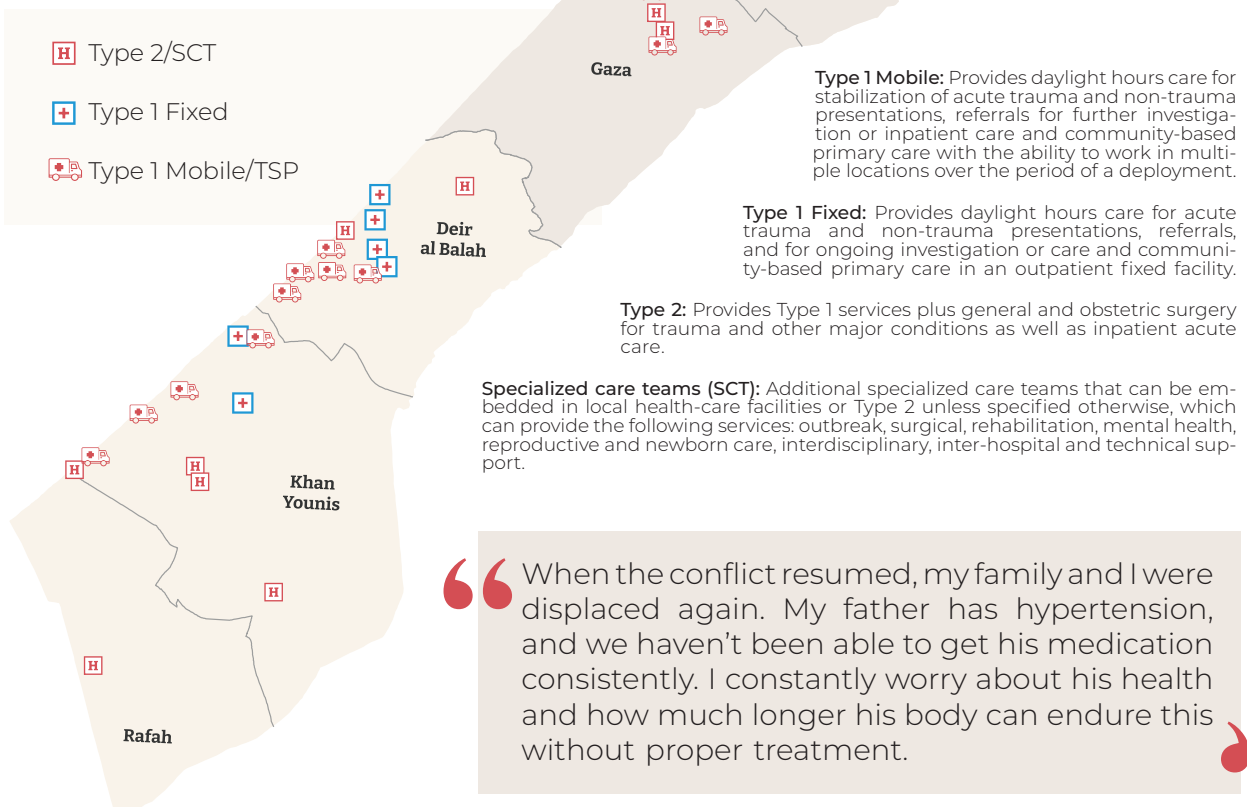 Type 2/SCT
Type 1 Fixed
Type 1 Mobile/TSP
Gaza
Deir
al Balah
Khan
Younis
Rafah
Type 1 Mobile: Provides daylight hours care for
stabilization of acute trauma and non-trauma
presentations, referrals for further investiga-
tion or inpatient care and community-based
primary care with the ability to work in multi-
ple locations over the period of a deployment.
Type 1 Fixed: Provides daylight hours care for acute
trauma and non-trauma presentations, referrals,
and for ongoing investigation or care and communi-
ty-based primary care in an outpatient fixed facility.
Type 2: Provides Type 1 services plus general and obstetric surgery
for trauma and other major conditions as well as inpatient acute
care.
Specialized care teams (SCT): Additional specialized care teams that can be em-
bedded in local health-care facilities or Type 2 unless specified otherwise, which
can provide the following services: outbreak, surgical, rehabilitation, mental health,
reproductive and newborn care, interdisciplinary, inter-hospital and technical sup-
port.
“ When the conflict resumed, my family and I were
displaced again. My father has hypertension,
and we haven’t been able to get his medication
consistently. I constantly worry about his health
and how much longer his body can endure this
without proper treatment.